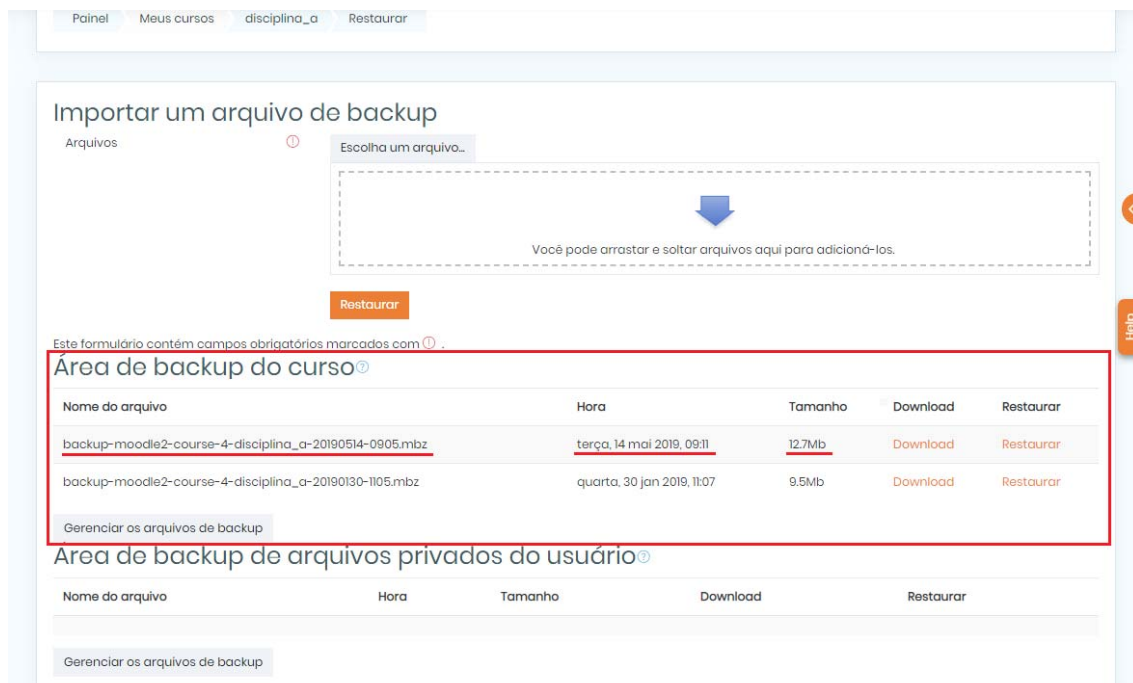 Painel Meus cursos disciplina_a Restaurar
Importar um arquivo de backup
Arquivos
Escolha um arquivo...
Você pode arrastar e soltar arquivos aqui para adicioná-los.
Restaurar
Este formulário contém campos obrigatórios marcados com .
Área de backup do curso
Nome do arquivo Hora Tamanho Download Restaurar
backup-moodle2-course-4-disciplina_a-20190514-0905.mbz terça, 14 mai 2019, 09:11 12.7Mb Download Restaurar
backup-moodle2-course-4-disciplina_a-20190130-1105.mbz quarta, 30 jan 2019, 11:07 9.5Mb Download Restaurar
Gerenciar os arquivos de backup
Área de backup de arquivos privados do usuário
Nome do arquivo Hora Tamanho Download Restaurar
Gerenciar os arquivos de backup
Help